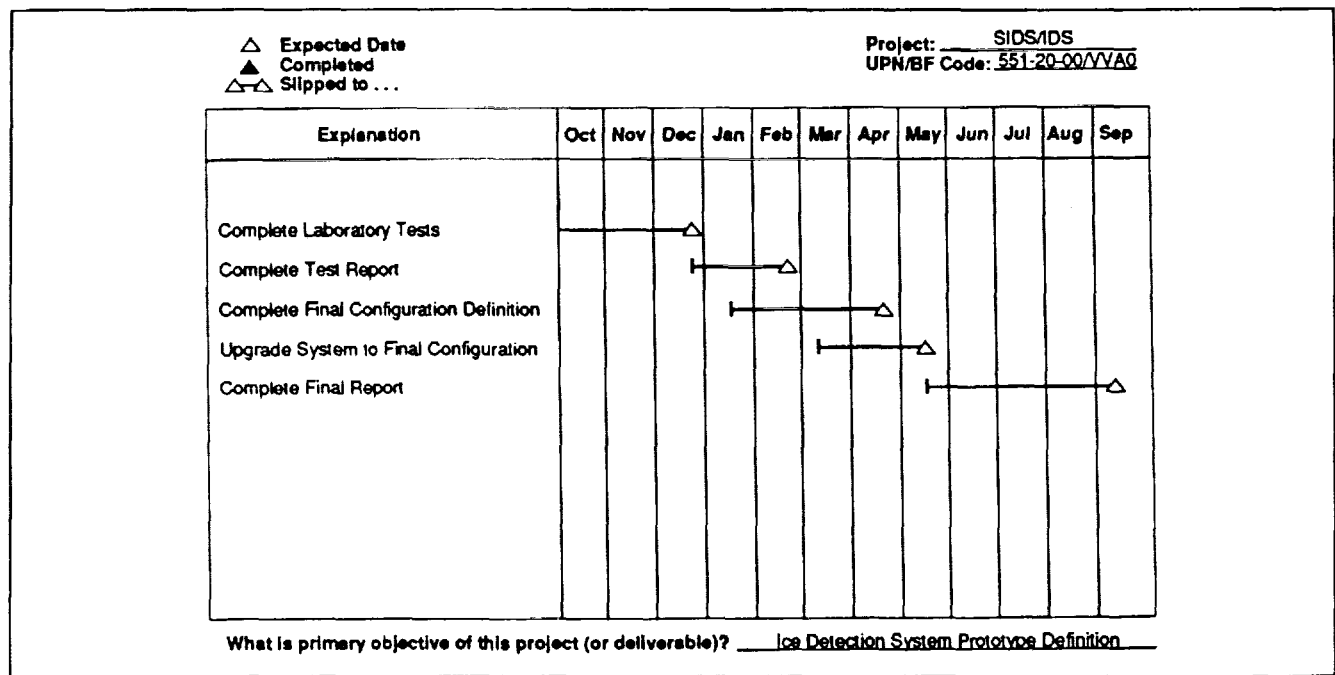 Expected Date
Completed
Slipped to . . .
Project: SIDS/IDS
UPN/BF Code: 551-20-00/VVA0
Explanation Oct Nov Dec Jan Feb Mar Apr May Jun Jul Aug Sep
Complete Laboratory Tests
Complete Test Report
Complete Final Configuration Definition
Upgrade System to Final Configuration
Complete Final Report
What is primary objective of this project (or deliverable)? Ice Detection System Prototype Definition